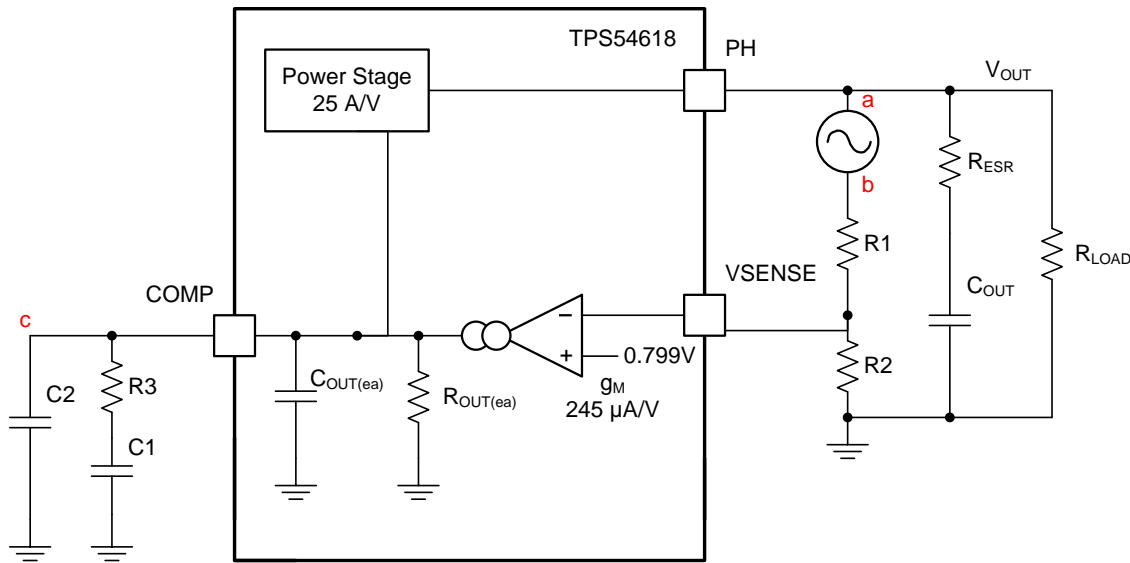 TPS54618
PH
Power Stage
25 A/V
VOUT
a
b
RESR
R1
RLOAD
VSENSE
COUT
COMP
c
−
+
0.799V
gM
245 µA/V
R2
C2
R3
COUT(ea)
ROUT(ea)
C1